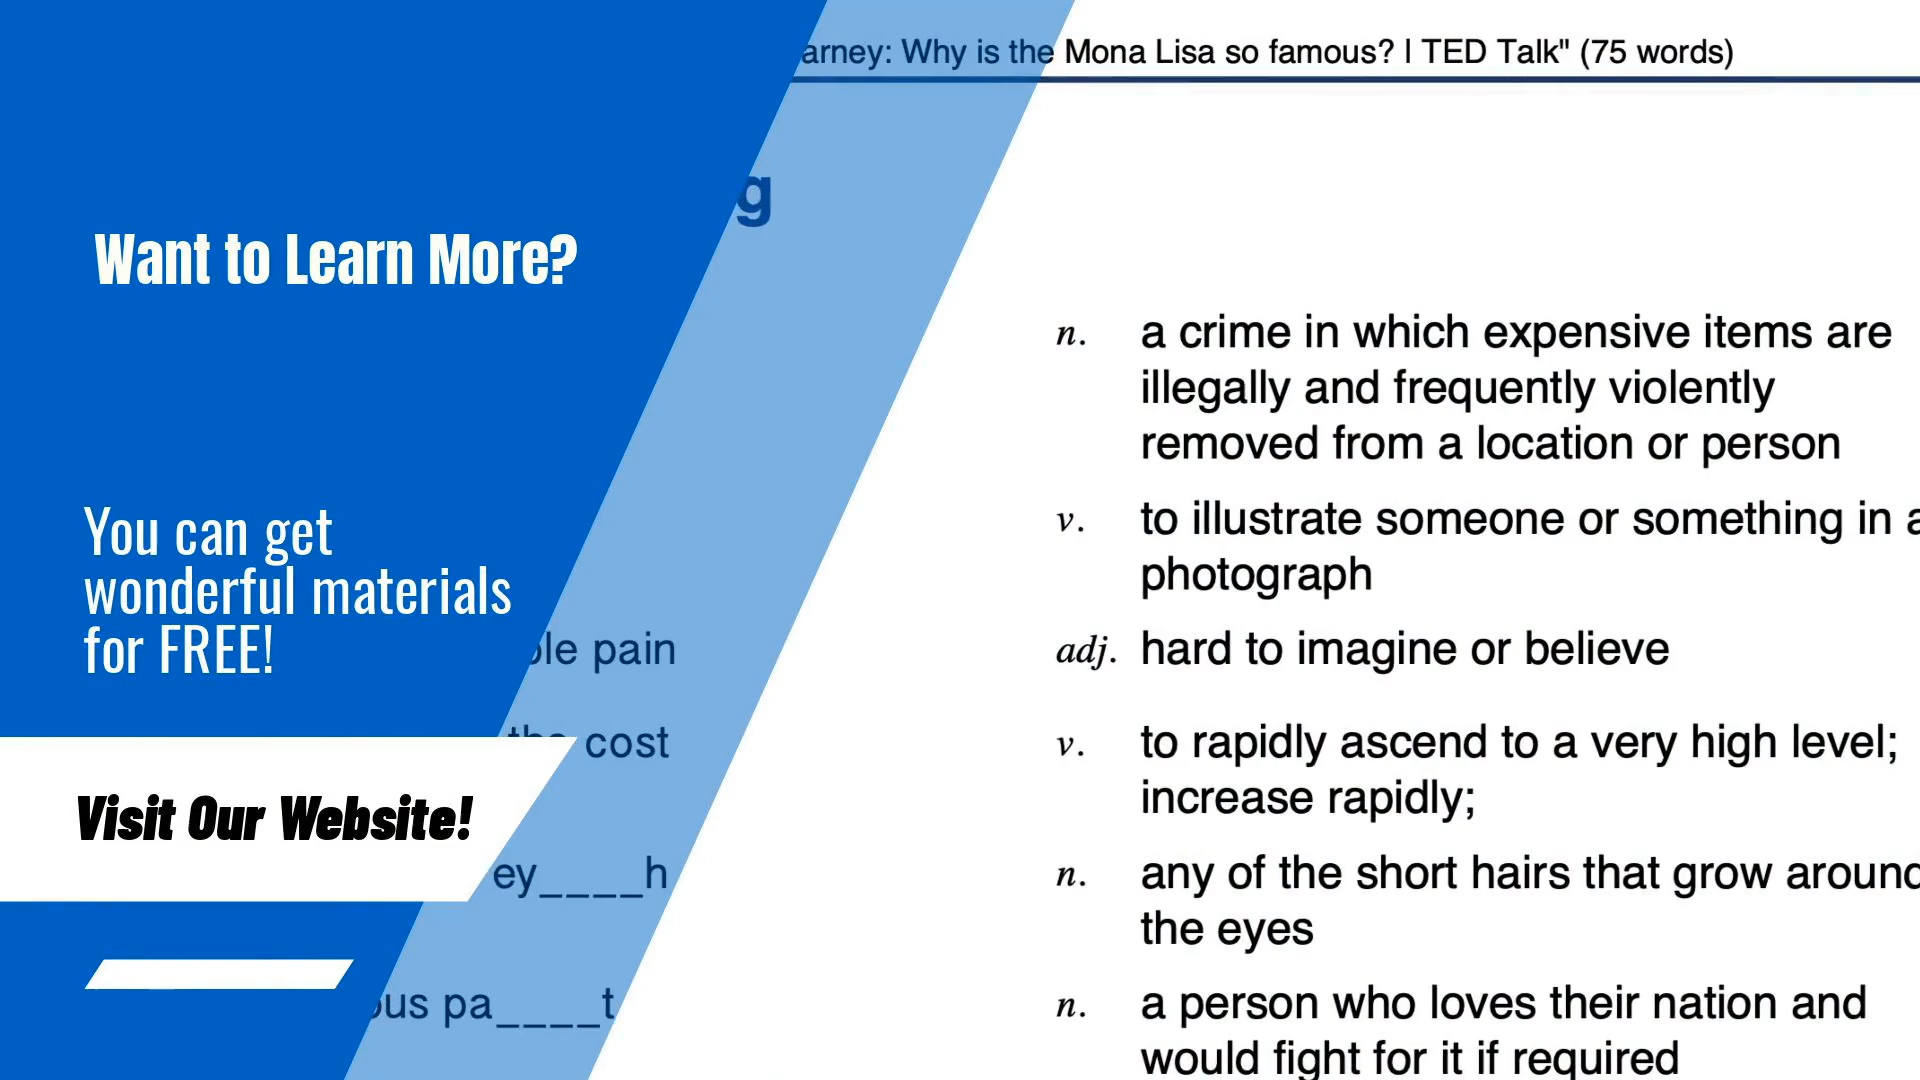 arney: Why is the Mona Lisa so famous? | TED Talk" (75 words)
g
Want to Learn More?
You can get
wonderful materials
for FREE!
Visit Our Website!
ble pain
the cost
ey____h
ous pa____t
n. a crime in which expensive items are
illegally and frequently violently
removed from a location or person
v. to illustrate someone or something in a
photograph
adj. hard to imagine or believe
v. to rapidly ascend to a very high level;
increase rapidly;
n. any of the short hairs that grow around
the eyes
n. a person who loves their nation and
would fight for it if required